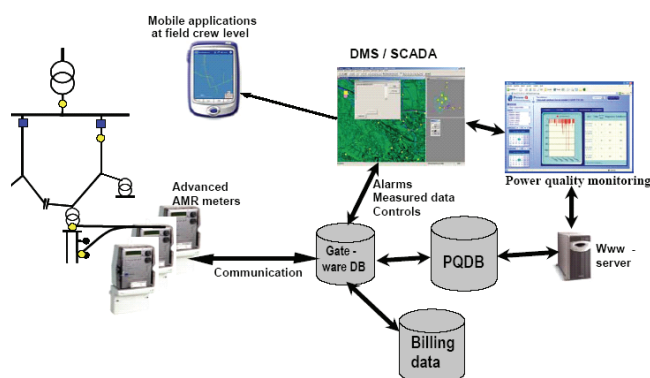 Mobile applications
at field crew level
DMS / SCADA
Power quality monitoring
Advanced
AMR meters
Alarms
Measured data
Controls
Communication
Gate -
ware DB
PQDB
Www -
server
Billing
data